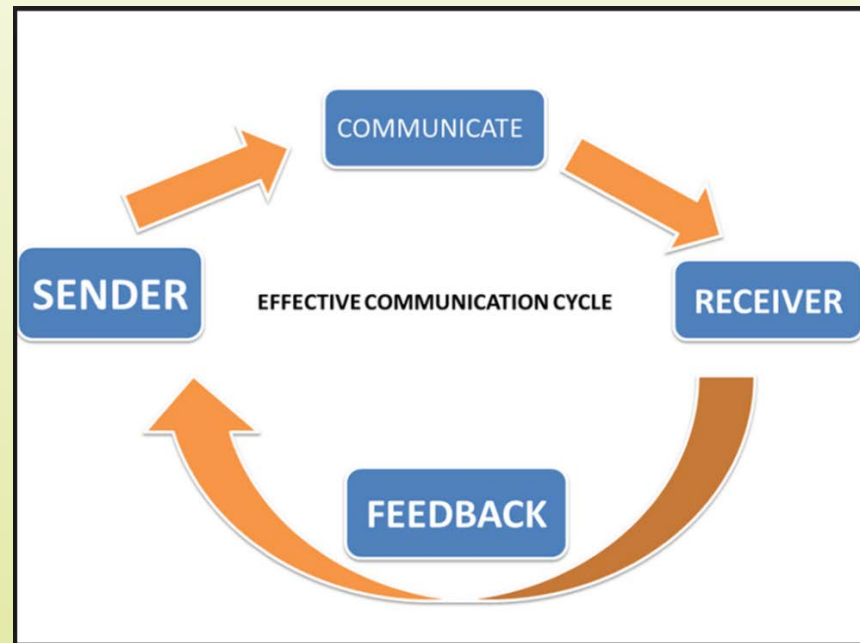 COMMUNICATE
SENDER
EFFECTIVE COMMUNICATION CYCLE
RECEIVER
FEEDBACK